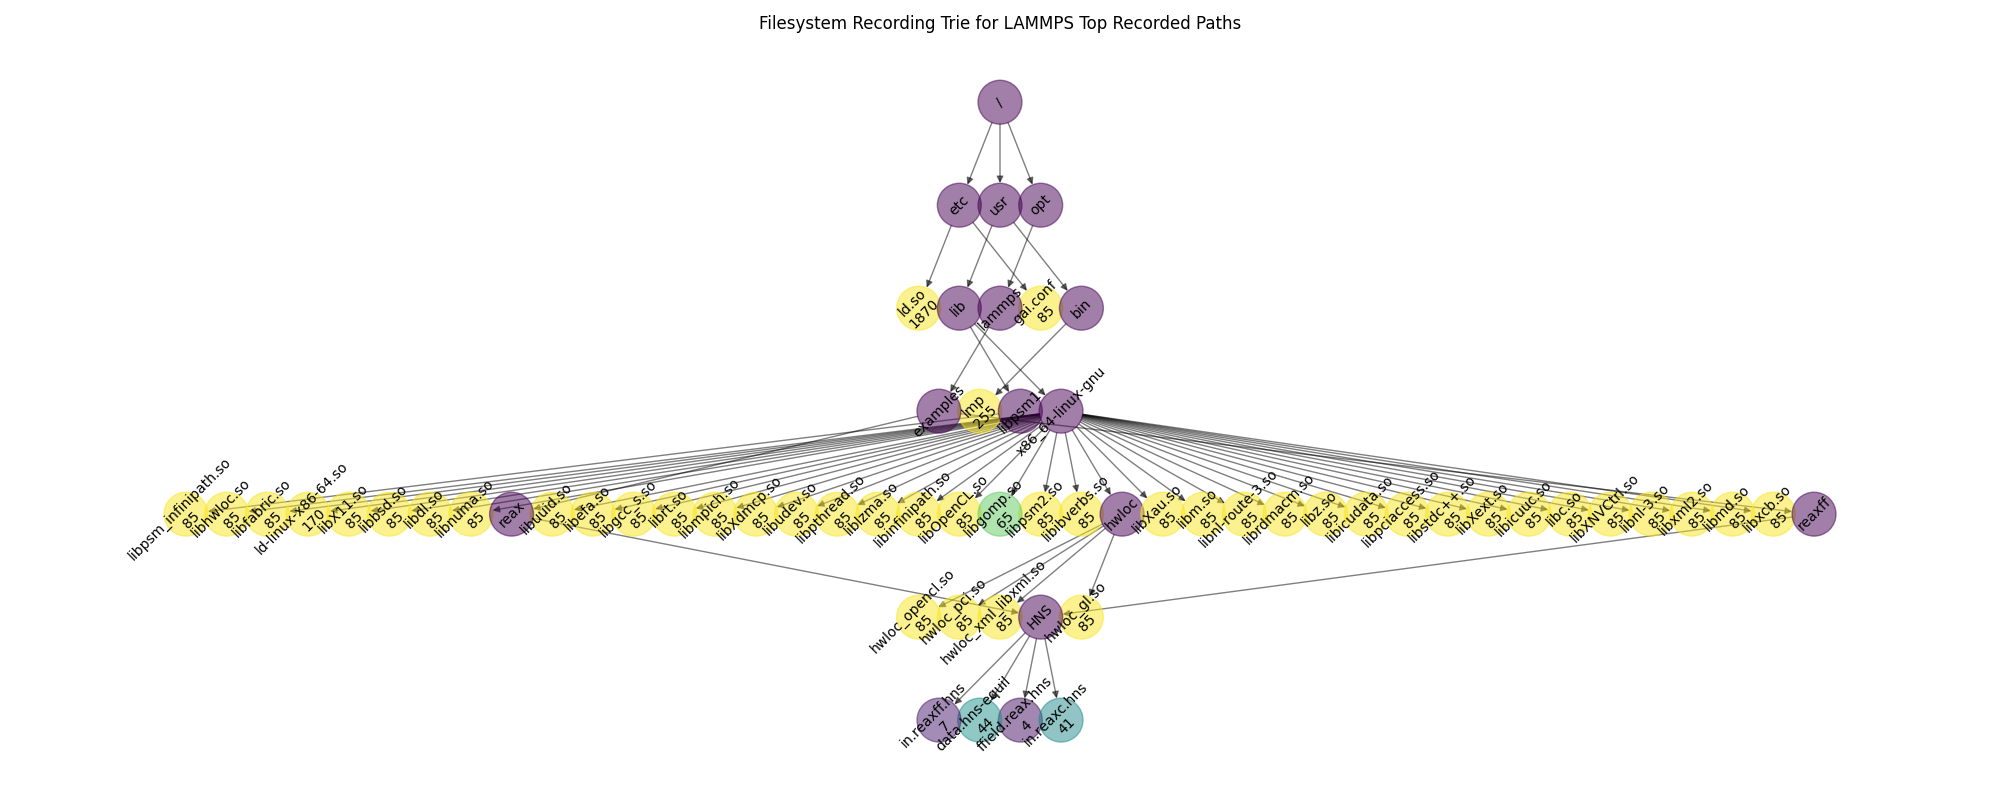 Filesystem Recording Trie for LAMMPS Top Recorded Paths
/
etc
usr
opt
ld.so
1870
lib
lammps
gai.conf
85
bin
examples
lmp
255
libpsm1
x86_64-linux-gnu
libpsm_infinipath.so
85
libhwloc.so
85
libfabric.so
85
ld-linux-x86-64.so
170
libX11.so
85
libbsd.so
85
libdl.so
85
libnuma.so
85
reax
libuuid.so
85
libefa.so
85
libgcc_s.so
85
librt.so
85
libmpich.so
85
libXdmcp.so
85
libudev.so
85
libpthread.so
85
liblzma.so
85
libinfinipath.so
85
libOpenCL.so
85
libgomp.so
65
libpsm2.so
85
libibverbs.so
85
hwloc
libXau.so
85
libm.so
85
libnl-route-3.so
85
librdmacm.so
85
libz.so
85
libicudata.so
85
libpciaccess.so
85
libstdc++.so
85
libXext.so
85
libicuuc.so
85
libc.so
85
libXNVCtrl.so
85
libnl-3.so
85
libxml2.so
85
libmd.so
85
libxcb.so
85
reaxff
hwloc_opencl.so
85
hwloc_pci.so
85
hwloc_xml_libxml.so
85
HNS
hwloc_gl.so
85
in.reaxff.hns
7
data.hns-equil
44
ffield.reax.hns
4
in.reaxc.hns
41